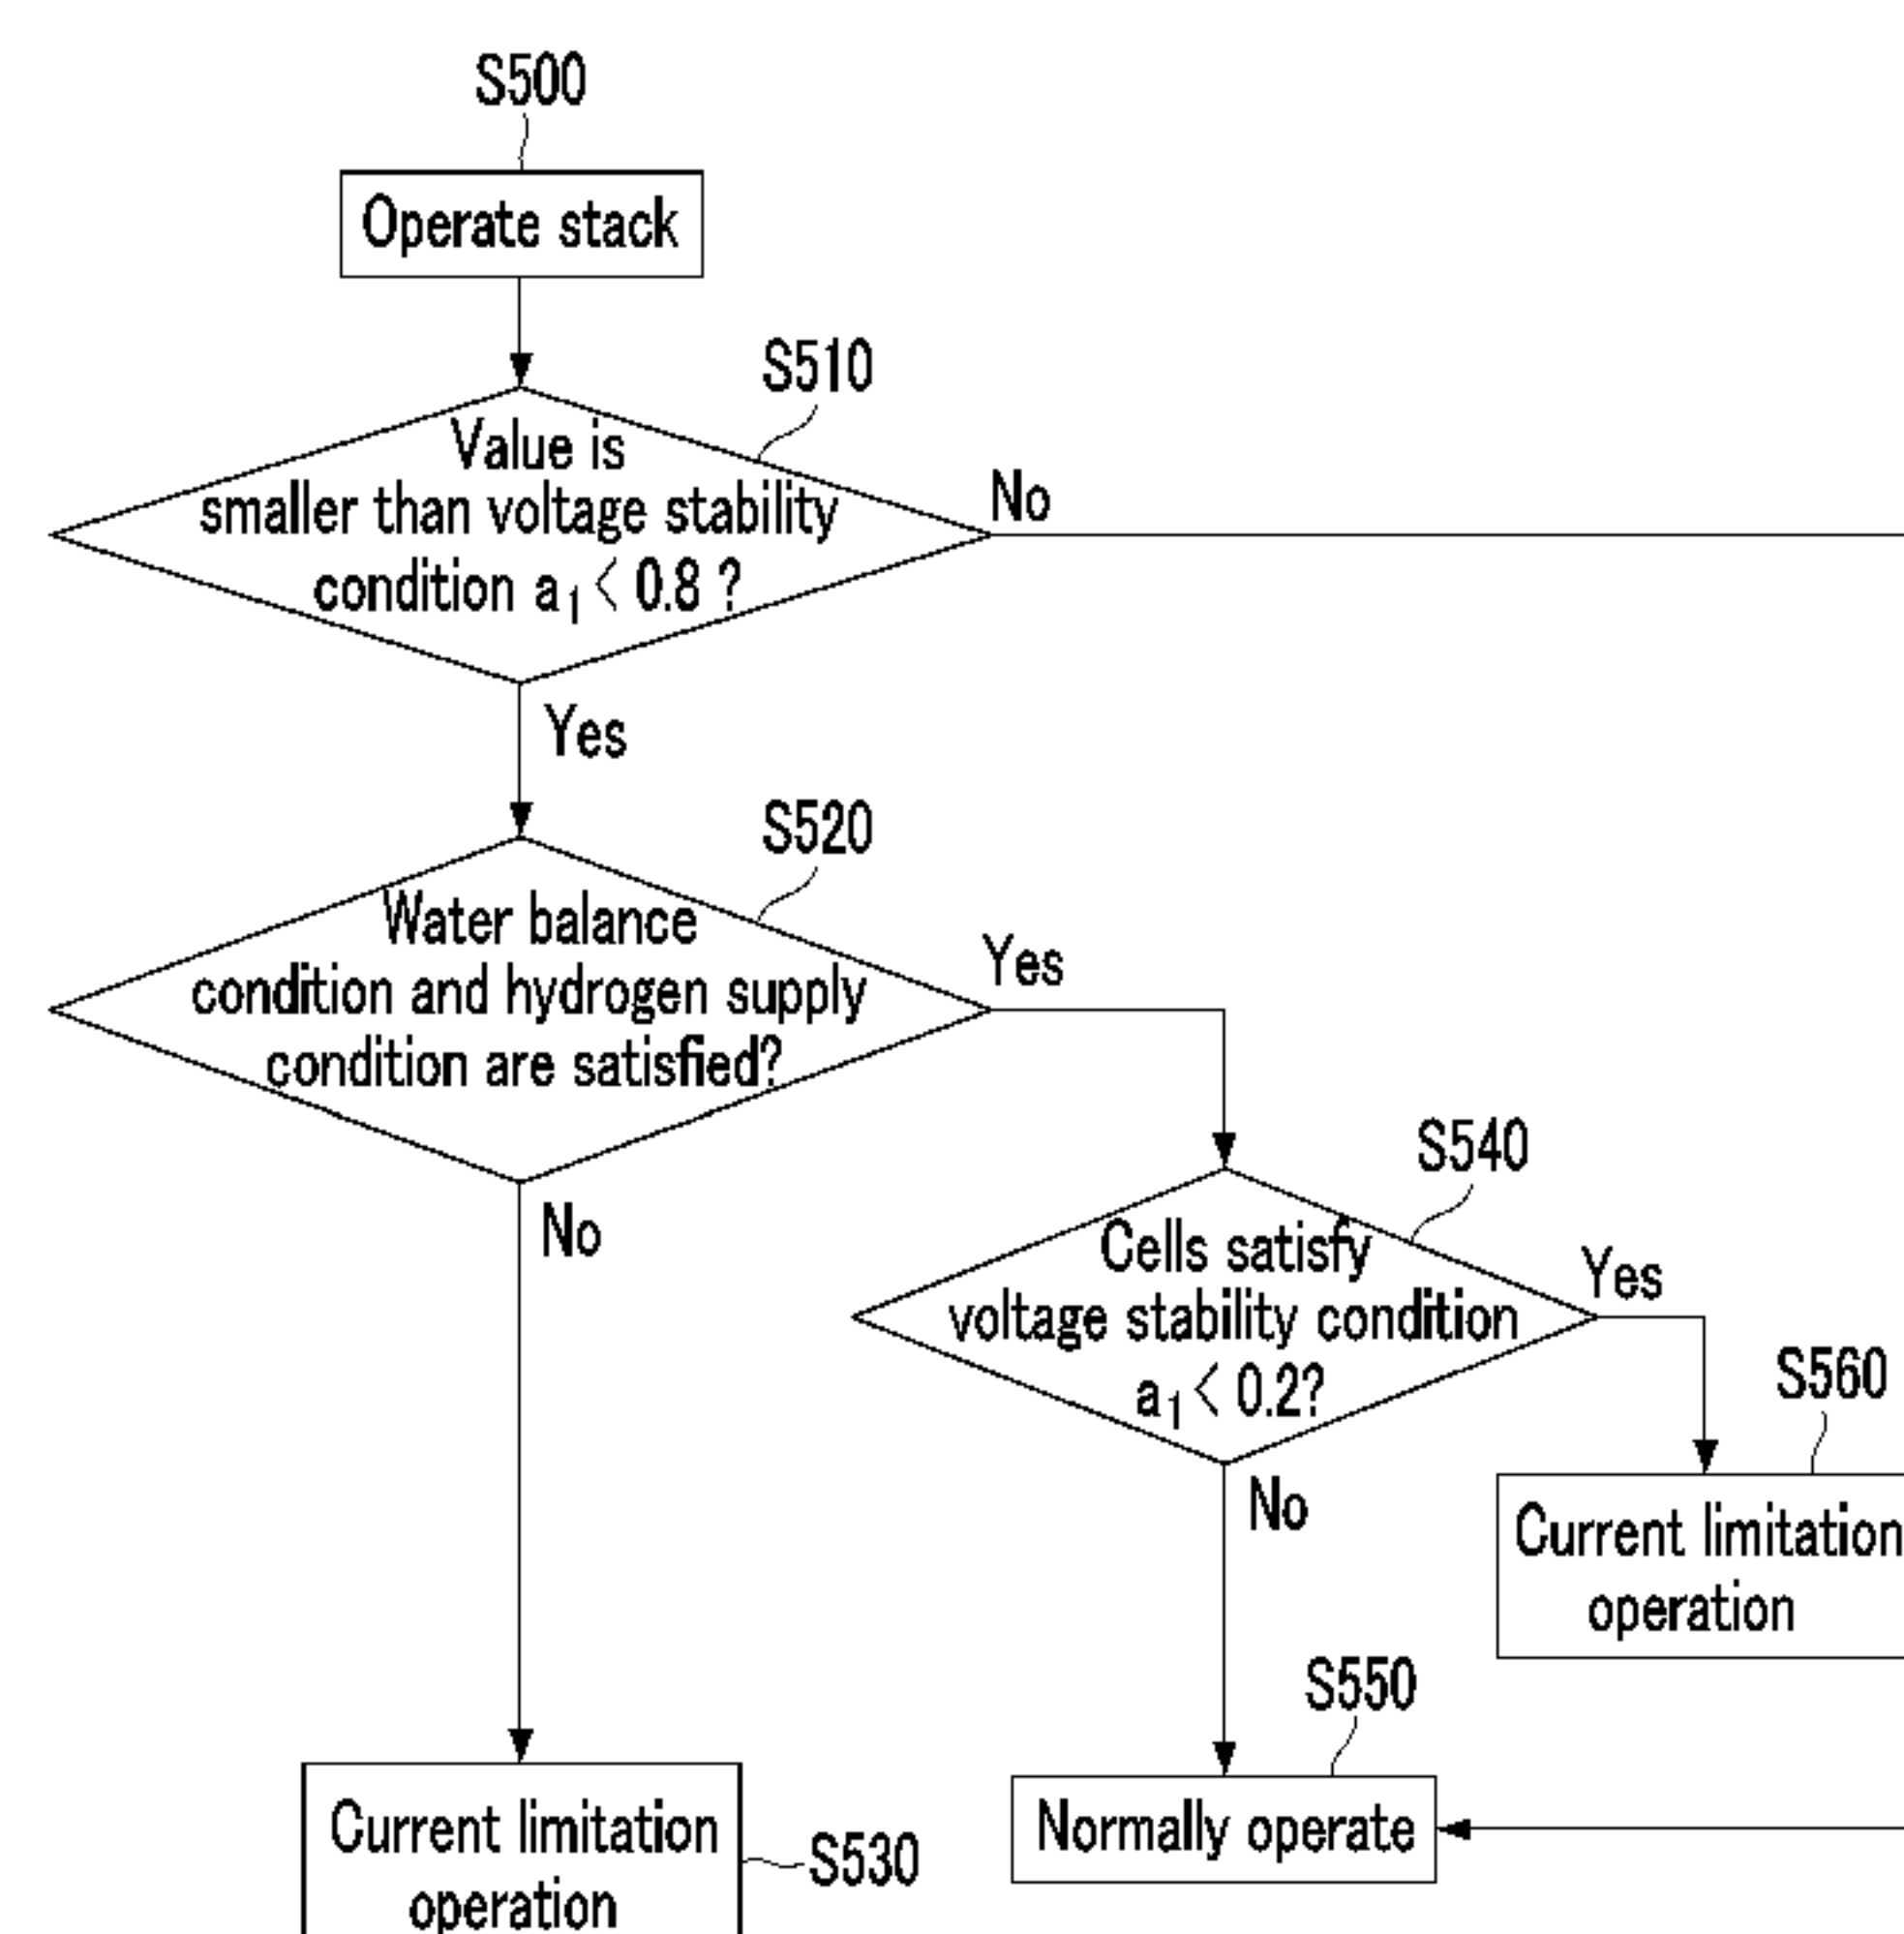 S500
Operate stack
S510
Value is
smaller than voltage stability
condition a₁ < 0.8 ?
No
Yes
S520
Water balance
condition and hydrogen supply
condition are satisfied?
Yes
No
S540
Cells satisfy
voltage stability condition
a₁ < 0.2?
Yes
No
S560
Current limitation
operation
S550
Normally operate
Current limitation
operation
S530